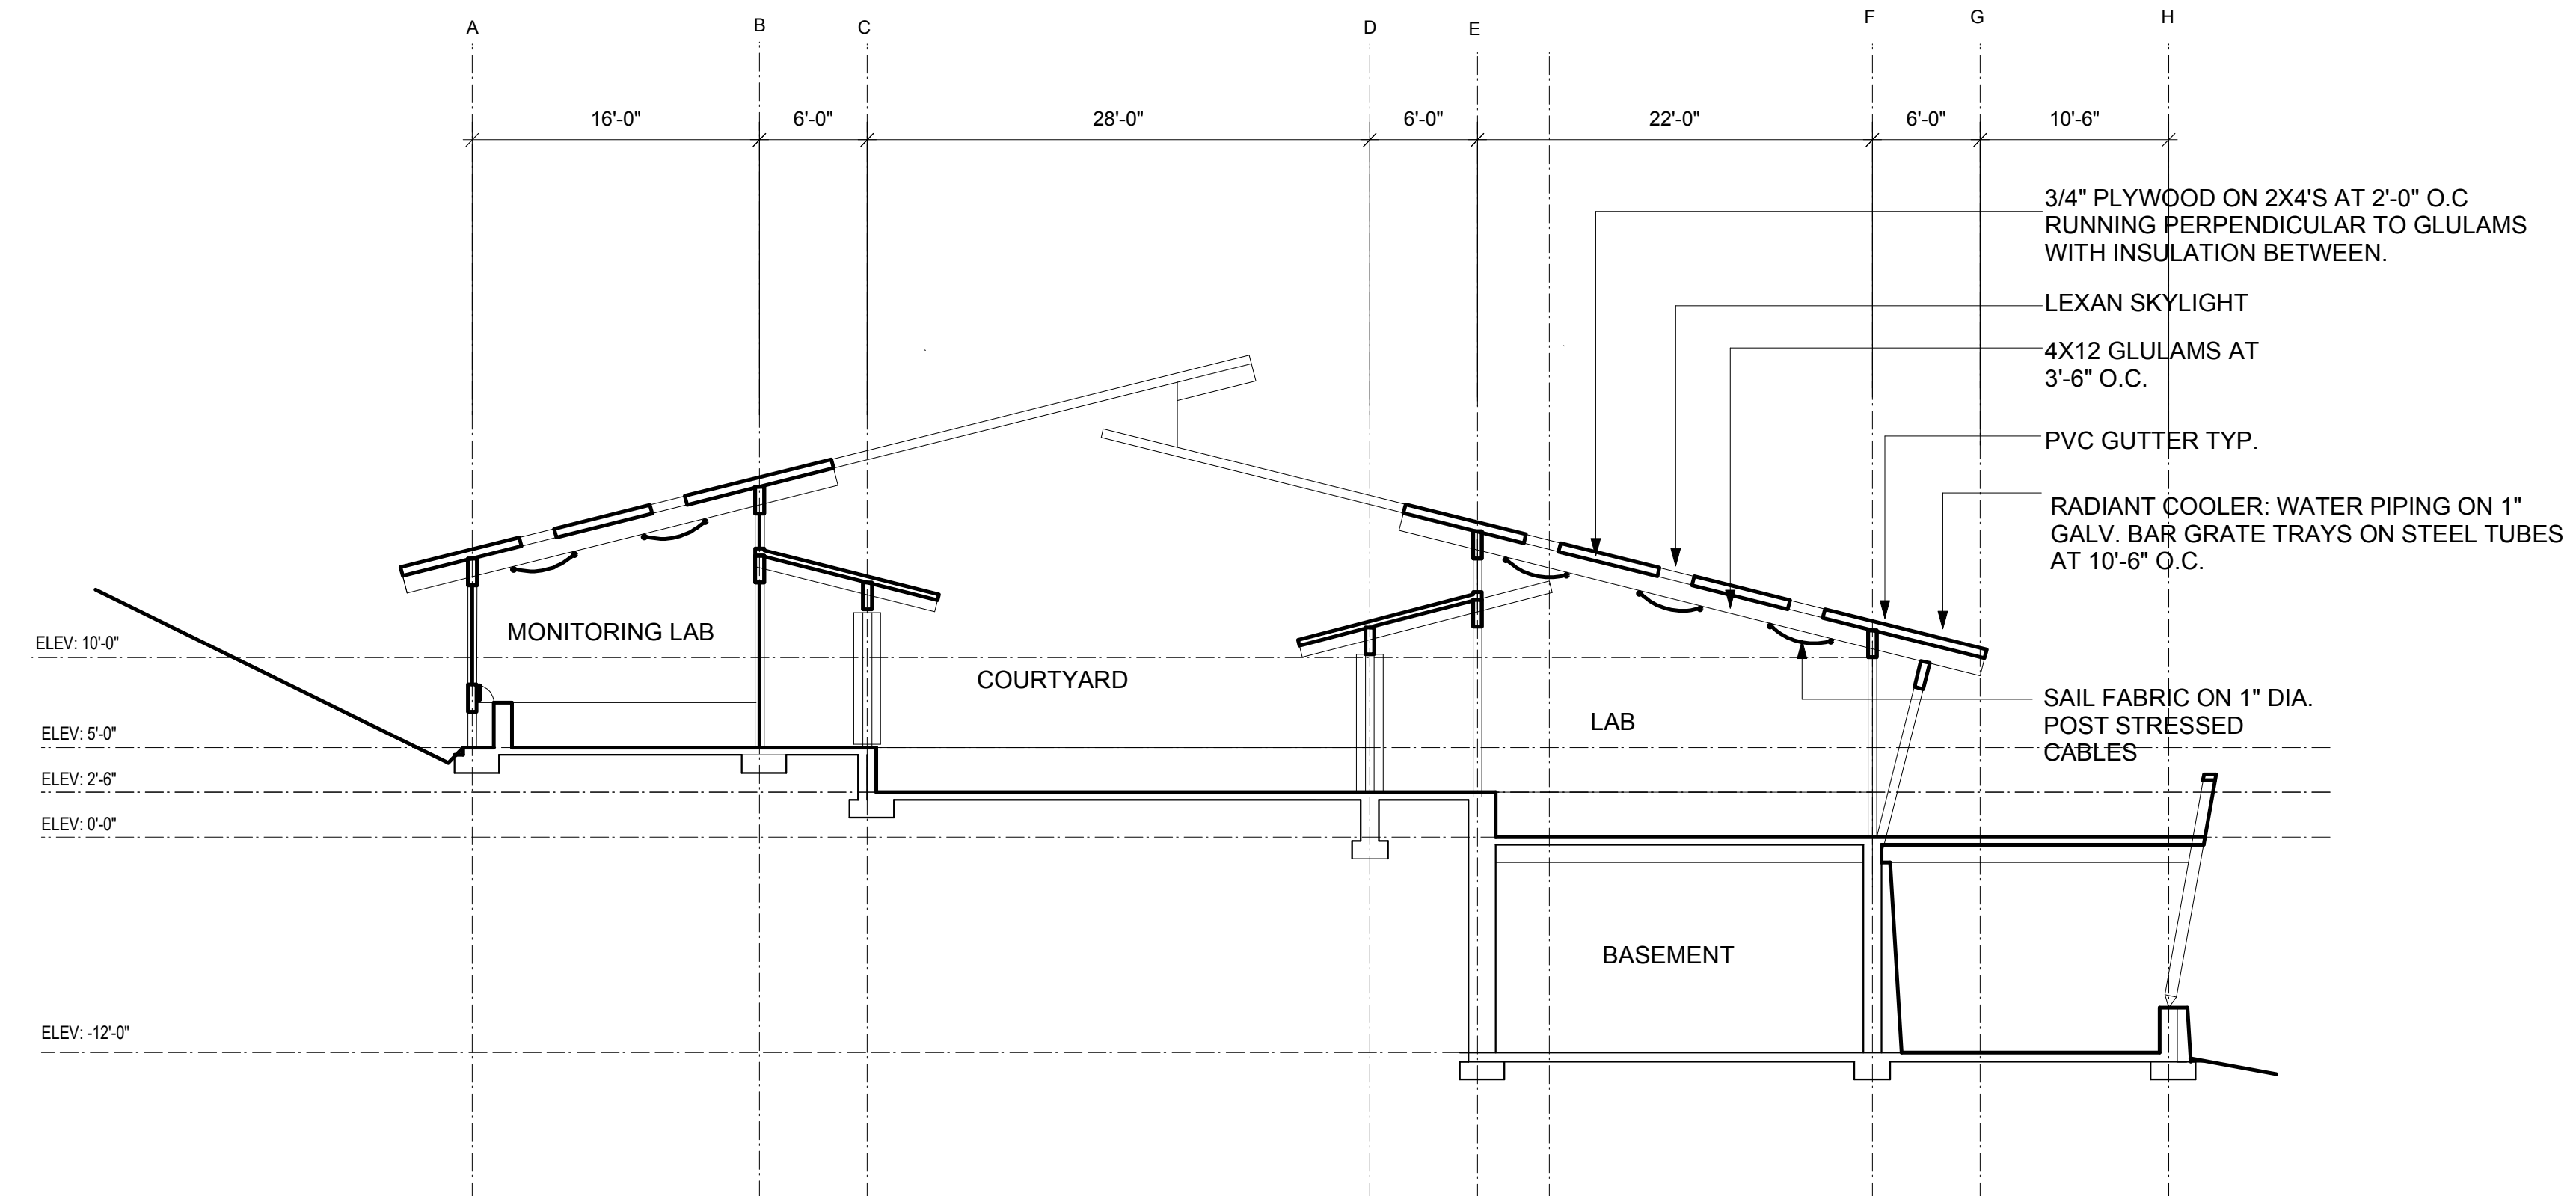 A
B
C
D
E
F
G
H
16'-0"
6'-0"
28'-0"
6'-0"
22'-0"
6'-0"
10'-6"
3/4" PLYWOOD ON 2X4'S AT 2'-0" O.C
RUNNING PERPENDICULAR TO GLULAMS
WITH INSULATION BETWEEN.
LEXAN SKYLIGHT
4X12 GLULAMS AT
3'-6" O.C.
PVC GUTTER TYP.
RADIANT COOLER: WATER PIPING ON 1"
GALV. BAR GRATE TRAYS ON STEEL TUBES
AT 10'-6" O.C.
MONITORING LAB
ELEV: 10'-0"
COURTYARD
SAIL FABRIC ON 1" DIA.
POST STRESSED
CABLES
LAB
ELEV: 5'-0"
ELEV: 2'-6"
ELEV: 0'-0"
BASEMENT
ELEV: -12'-0"